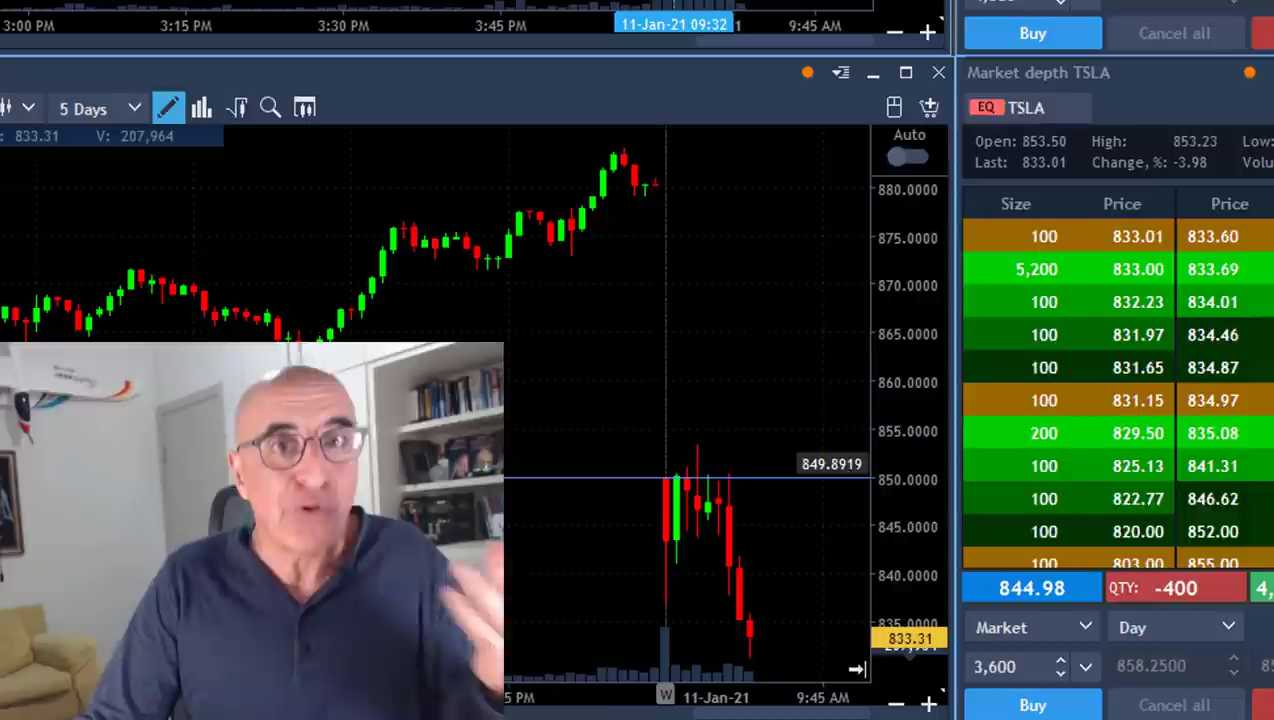 3:00 PM 3:15 PM 3:30 PM 3:45 PM 11-Jan-21 09:32 1 9:45 AM
Buy Cancel all
Market depth TSLA
5 Days
EQ TSLA
: 833.31 V: 207,964
Auto
Open: 853.50 High: 853.23 Low:
Last: 833.01 Change, %: -3.98 Volu
Size Price Price
100 833.01 833.60
5,200 833.00 833.69
100 832.23 834.01
100 831.97 834.46
100 831.65 834.87
100 831.15 834.97
200 829.50 835.08
100 825.13 841.31
100 822.77 846.62
100 820.00 852.00
100 803.00 855.00
880.0000
875.0000
870.0000
865.0000
860.0000
855.0000
849.8919
850.0000
845.0000
840.0000
835.0000
833.31
844.98 QTY: -400 4,
Market Day
3,600 858.2500 85
5 PM W 11-Jan-21 9:45 AM
Buy Cancel all